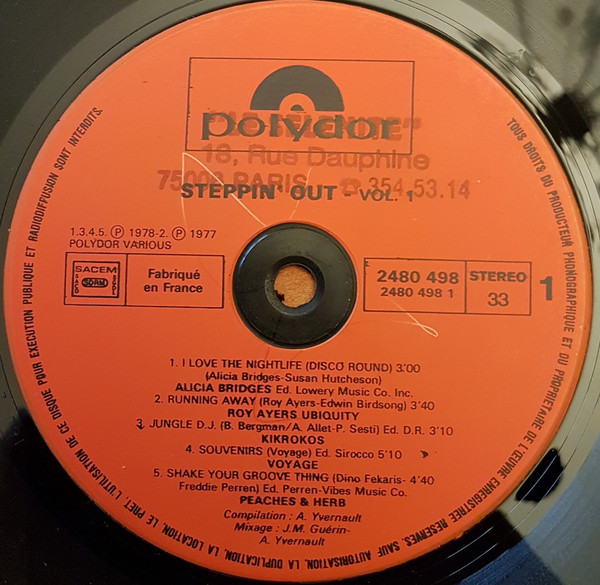 polydor
18, Rue Dauphine
75006 PARIS ☎ 354.53.14
STEPPIN' OUT - VOL. 1
1.3.4.5. Ⓟ 1978-2. Ⓟ 1977
POLYDOR VARIOUS
SACEM
SACD SDRM SGDL
Fabriqué
en France
2480 498
2480 498 1
STEREO
33
1
1. I LOVE THE NIGHTLIFE (DISCO ROUND) 3'00
(Alicia Bridges-Susan Hutcheson)
ALICIA BRIDGES Ed. Lowery Music Co. Inc.
2. RUNNING AWAY (Roy Ayers-Edwin Birdsong) 3'40
ROY AYERS UBIQUITY
3. JUNGLE D.J. (B. Bergman/A. Allet-P. Sesti) Ed. D.R. 3'10
KIKROKOS
4. SOUVENIRS (Voyage) Ed. Sirocco 5'10
VOYAGE
5. SHAKE YOUR GROOVE THING (Dino Fekaris- 4'40
Freddie Perren) Ed. Perren-Vibes Music Co.
PEACHES & HERB
Compilation : A. Yvernault
Mixage : J.M. Guérin-
A. Yvernault
TOUS DROITS DU PRODUCTEUR PHONOGRAPHIQUE ET DU PROPRIETAIRE DE L'ŒUVRE ENREGISTREE RESERVES. SAUF AUTORISATION, LA DUPLICATION, LA LOCATION, LE PRET, L'UTILISATION DE CE DISQUE POUR EXECUTION PUBLIQUE ET RADIODIFFUSION SONT INTERDITS.